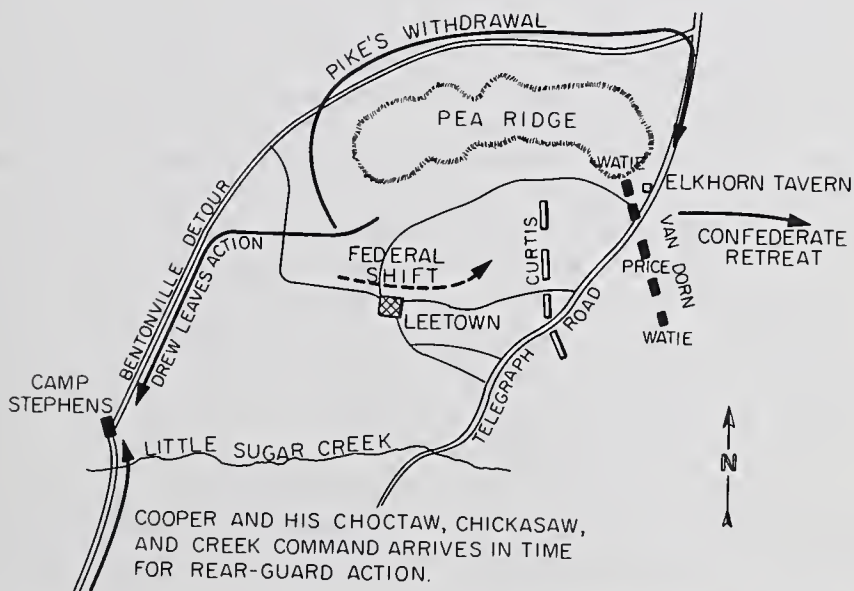 PIKE'S WITHDRAWAL
PEA RIDGE
WATIE
ELKHORN TAVERN
BENTONVILLE DETOUR
DREW LEAVES ACTION
FEDERAL
SHIFT
CURTIS
VAN DORN
PRICE
CONFEDERATE
RETREAT
LEETOWN
WATIE
TELEGRAPH ROAD
CAMP
STEPHENS
LITTLE SUGAR CREEK
N
COOPER AND HIS CHOCTAW, CHICKASAW,
AND CREEK COMMAND ARRIVES IN TIME
FOR REAR-GUARD ACTION.